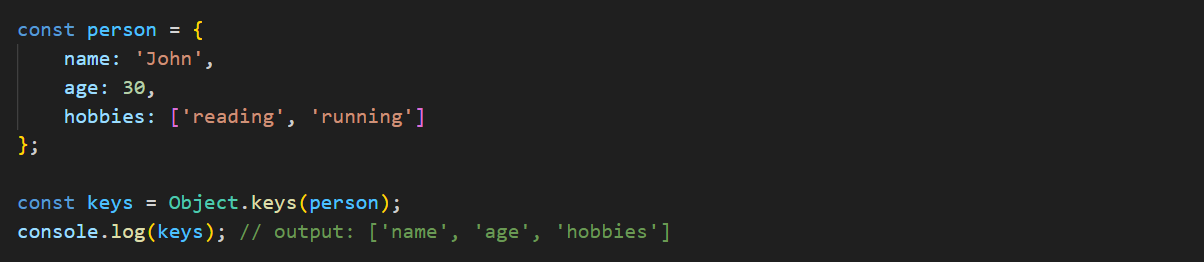 const person = {
    name: 'John',
    age: 30,
    hobbies: ['reading', 'running']
};
const keys = Object.keys(person);
console.log(keys); // output: ['name', 'age', 'hobbies']